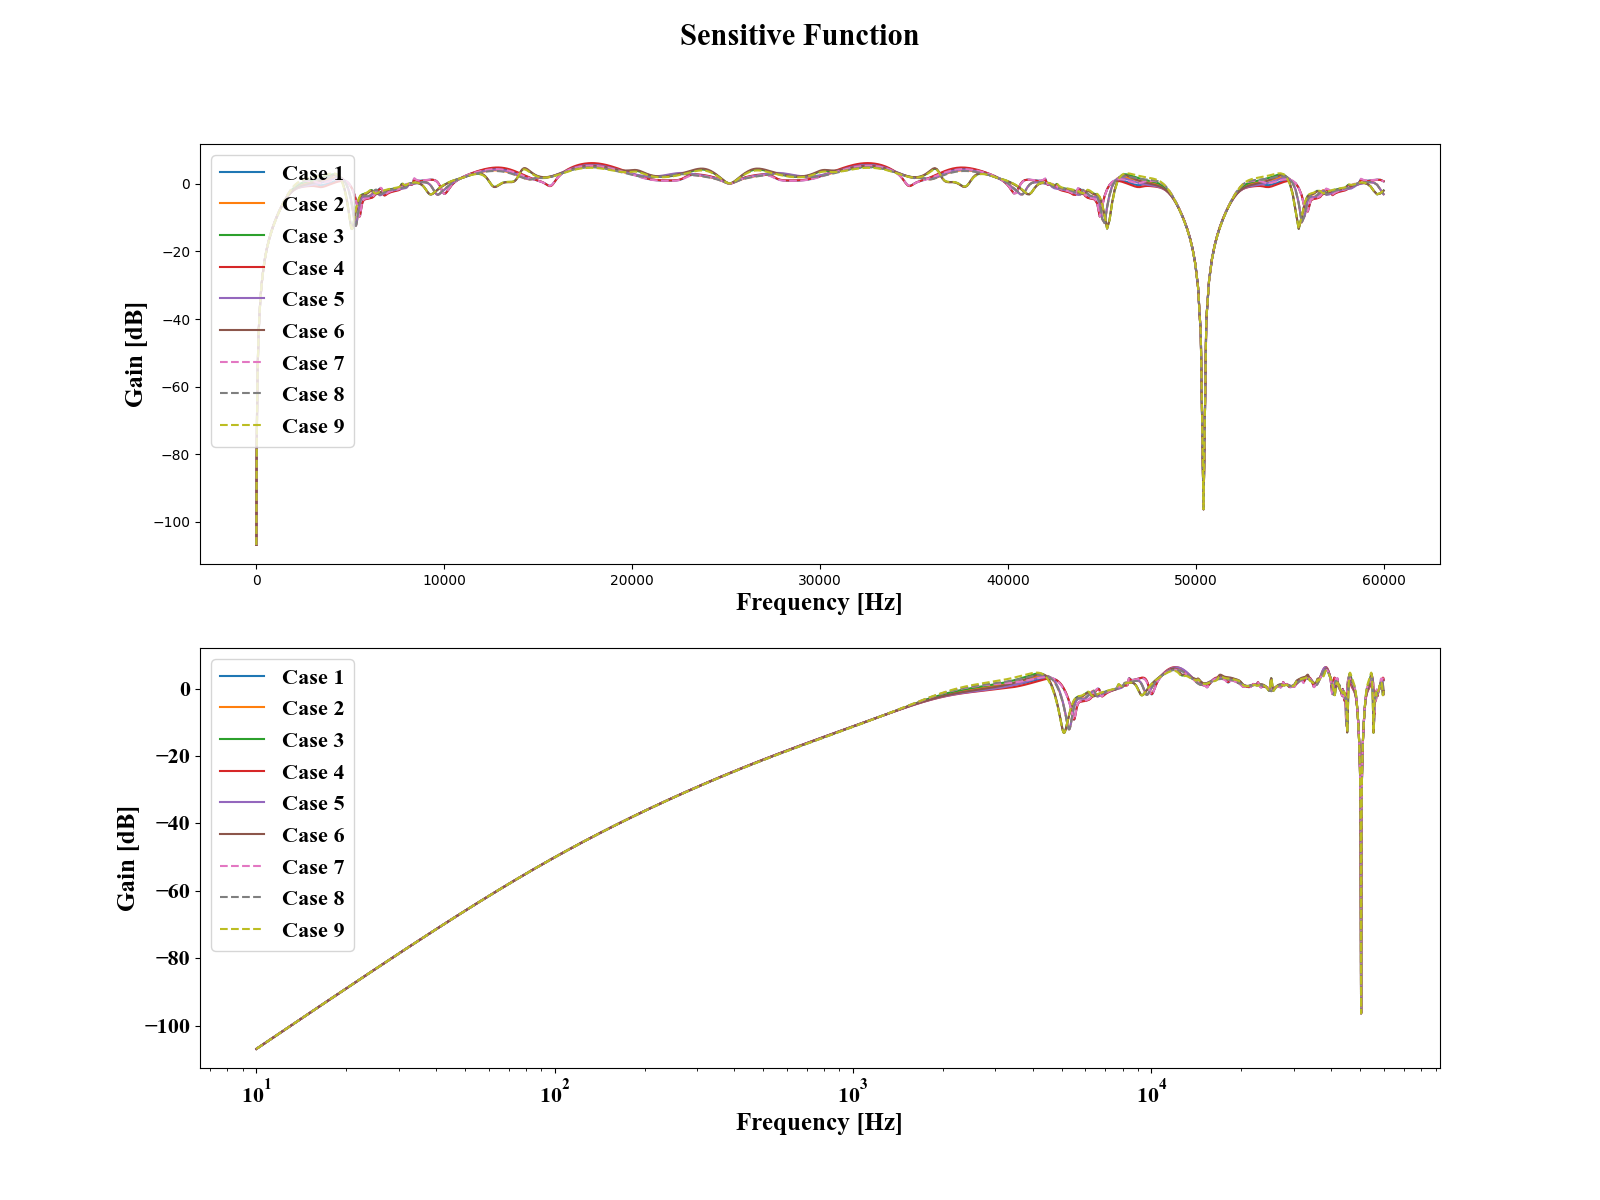 Sensitive Function
0
−20
−40
−60
−80
−100
Gain [dB]
Case 1
Case 2
Case 3
Case 4
Case 5
Case 6
Case 7
Case 8
Case 9
0 10000 20000 30000 40000 50000 60000
Frequency [Hz]
0
−20
−40
−60
−80
−100
Gain [dB]
Case 1
Case 2
Case 3
Case 4
Case 5
Case 6
Case 7
Case 8
Case 9
10¹ 10² 10³ 10⁴
Frequency [Hz]